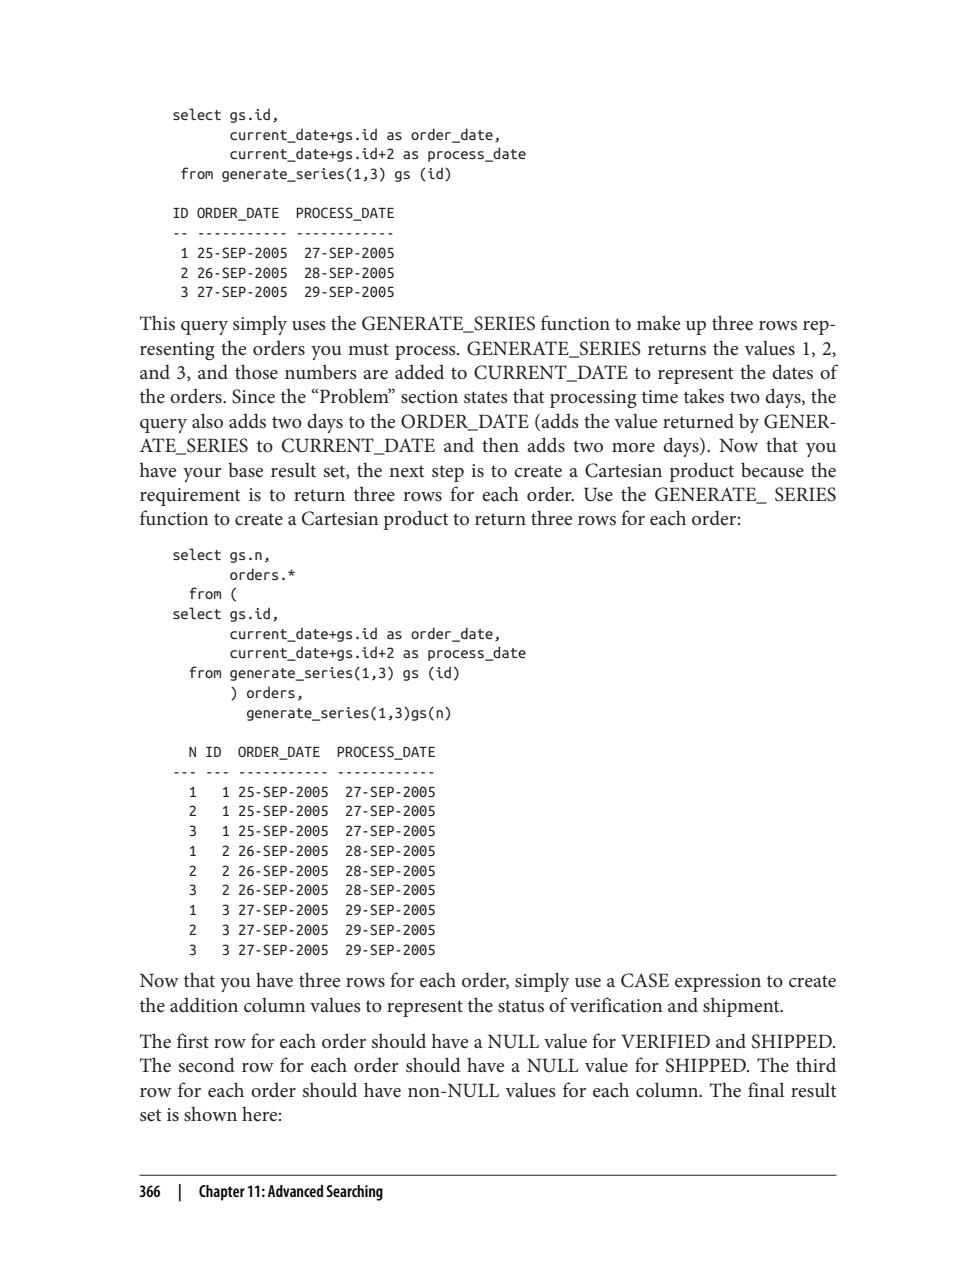 select gs.id,
       current_date+gs.id as order_date,
       current_date+gs.id+2 as process_date
 from generate_series(1,3) gs (id)

ID ORDER_DATE  PROCESS_DATE
-- ----------- ------------
 1 25-SEP-2005  27-SEP-2005
 2 26-SEP-2005  28-SEP-2005
 3 27-SEP-2005  29-SEP-2005
This query simply uses the GENERATE_SERIES function to make up three rows rep-
resenting the orders you must process. GENERATE_SERIES returns the values 1, 2,
and 3, and those numbers are added to CURRENT_DATE to represent the dates of
the orders. Since the “Problem” section states that processing time takes two days, the
query also adds two days to the ORDER_DATE (adds the value returned by GENER-
ATE_SERIES to CURRENT_DATE and then adds two more days). Now that you
have your base result set, the next step is to create a Cartesian product because the
requirement is to return three rows for each order. Use the GENERATE_ SERIES
function to create a Cartesian product to return three rows for each order:
select gs.n,
       orders.*
  from (
select gs.id,
       current_date+gs.id as order_date,
       current_date+gs.id+2 as process_date
  from generate_series(1,3) gs (id)
       ) orders,
         generate_series(1,3)gs(n)

  N ID  ORDER_DATE  PROCESS_DATE
--- --- ----------- ------------
  1   1 25-SEP-2005  27-SEP-2005
  2   1 25-SEP-2005  27-SEP-2005
  3   1 25-SEP-2005  27-SEP-2005
  1   2 26-SEP-2005  28-SEP-2005
  2   2 26-SEP-2005  28-SEP-2005
  3   2 26-SEP-2005  28-SEP-2005
  1   3 27-SEP-2005  29-SEP-2005
  2   3 27-SEP-2005  29-SEP-2005
  3   3 27-SEP-2005  29-SEP-2005
Now that you have three rows for each order, simply use a CASE expression to create
the addition column values to represent the status of verification and shipment.
The first row for each order should have a NULL value for VERIFIED and SHIPPED.
The second row for each order should have a NULL value for SHIPPED. The third
row for each order should have non-NULL values for each column. The final result
set is shown here:
366 | Chapter 11: Advanced Searching